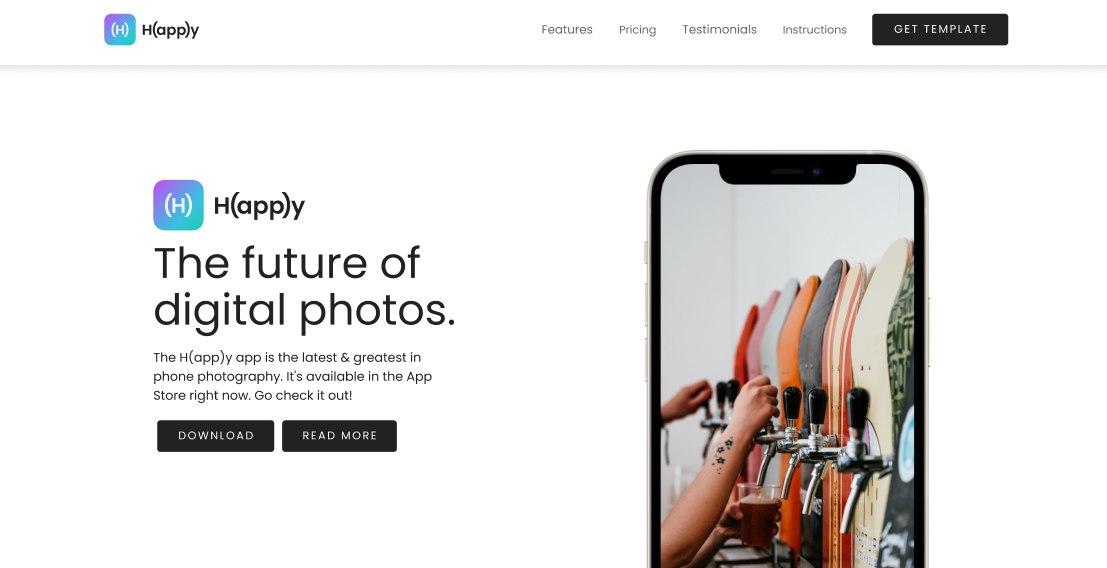 (H) H(app)y
Features Pricing Testimonials Instructions GET TEMPLATE
(H) H(app)y
The future of
digital photos.
The H(app)y app is the latest & greatest in
phone photography. It's available in the App
Store right now. Go check it out!
DOWNLOAD READ MORE